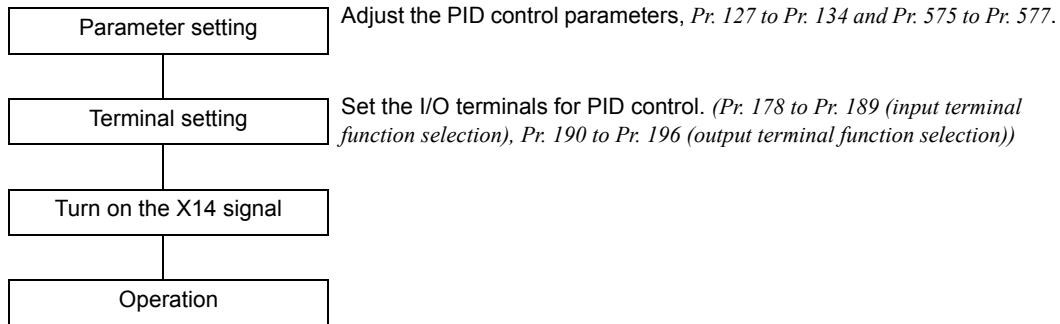 Parameter setting
Adjust the PID control parameters, Pr. 127 to Pr. 134 and Pr. 575 to Pr. 577.
Terminal setting
Set the I/O terminals for PID control. (Pr. 178 to Pr. 189 (input terminal
function selection), Pr. 190 to Pr. 196 (output terminal function selection))
Turn on the X14 signal
Operation